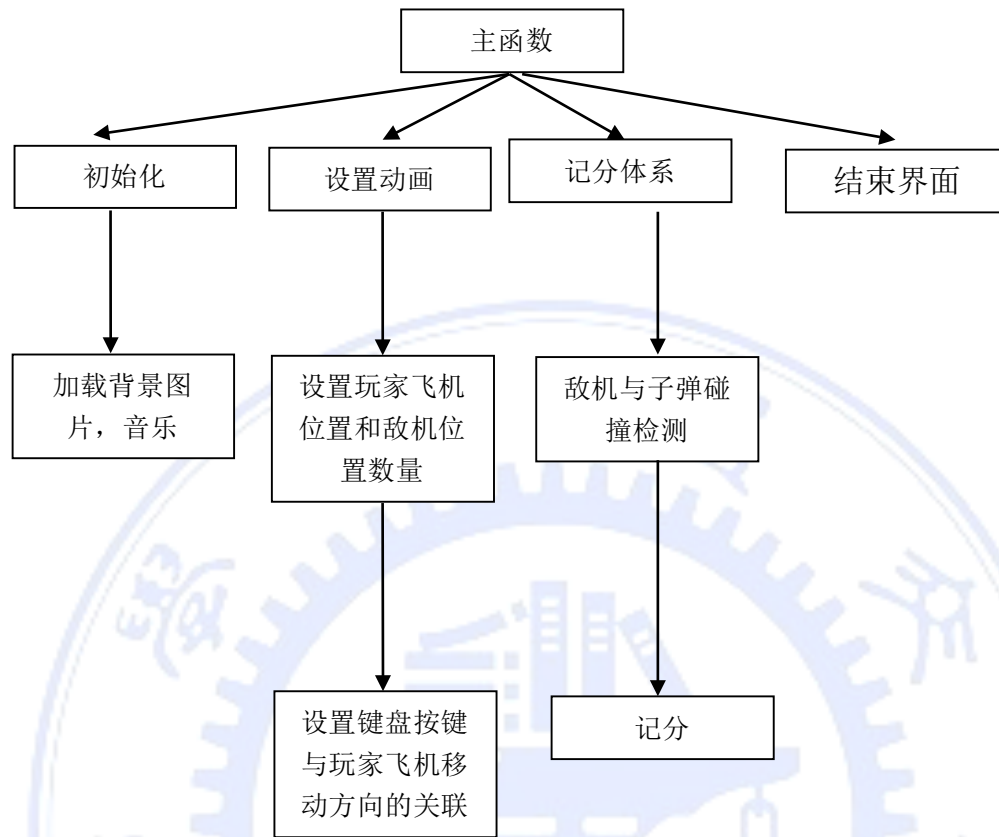 主函数
初始化
设置动画
记分体系
结束界面
加载背景图
片，音乐
设置玩家飞机
位置和敌机位
置数量
敌机与子弹碰
撞检测
设置键盘按键
与玩家飞机移
动方向的关联
记分